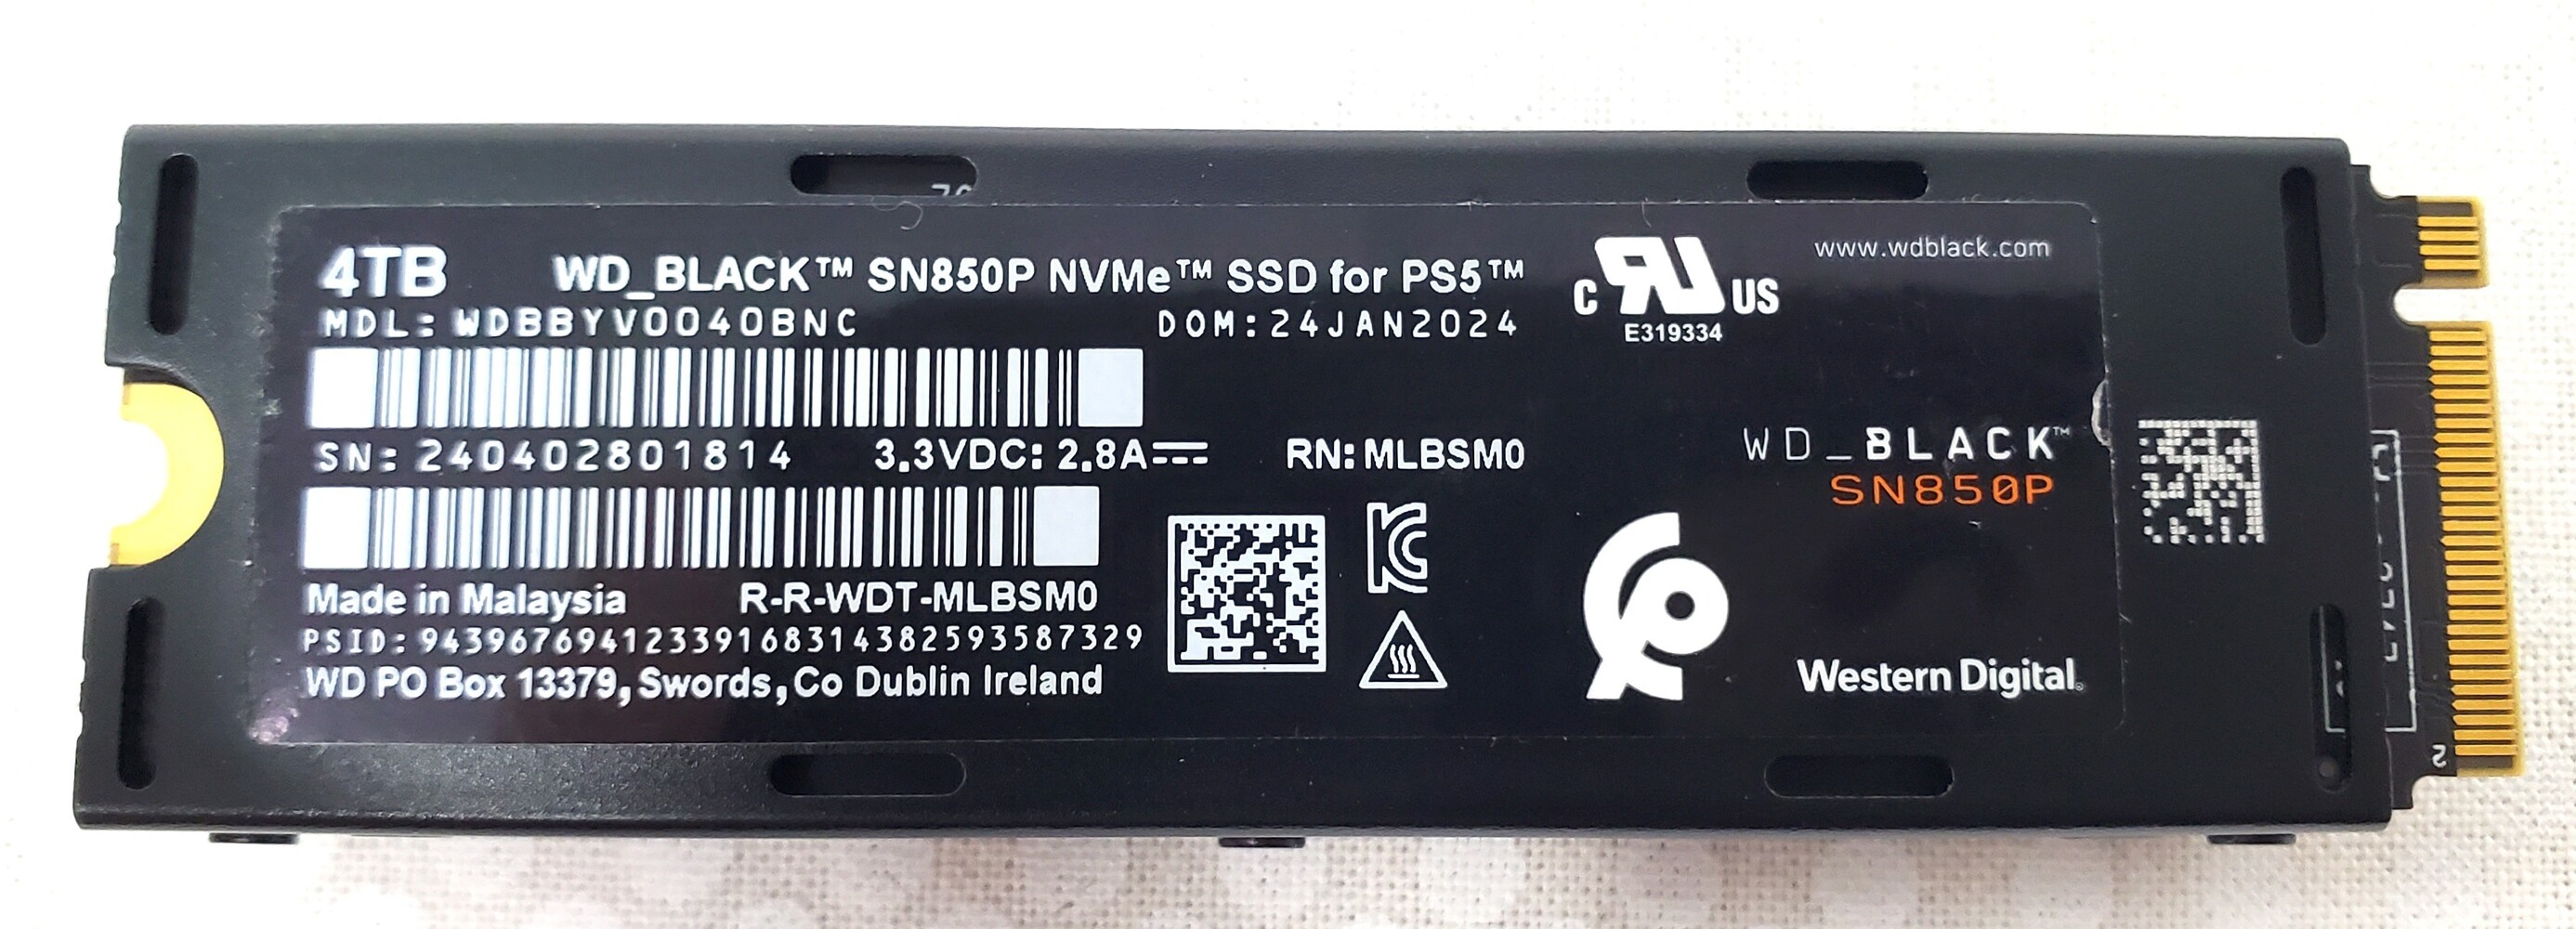 4TB WD_BLACK™ SN850P NVMe™ SSD for PS5™
MDL: WDBBYV0040BNC DOM:24JAN2024
SN: 240402801814 3.3VDC: 2.8A⎓ RN: MLBSM0
Made in Malaysia R-R-WDT-MLBSM0
PSID: 94396769412339168314382593587329
WD PO Box 13379, Swords, Co Dublin Ireland
C RU US
E319334
www.wdblack.com
WD_BLACK™
SN850P
Western Digital®
2